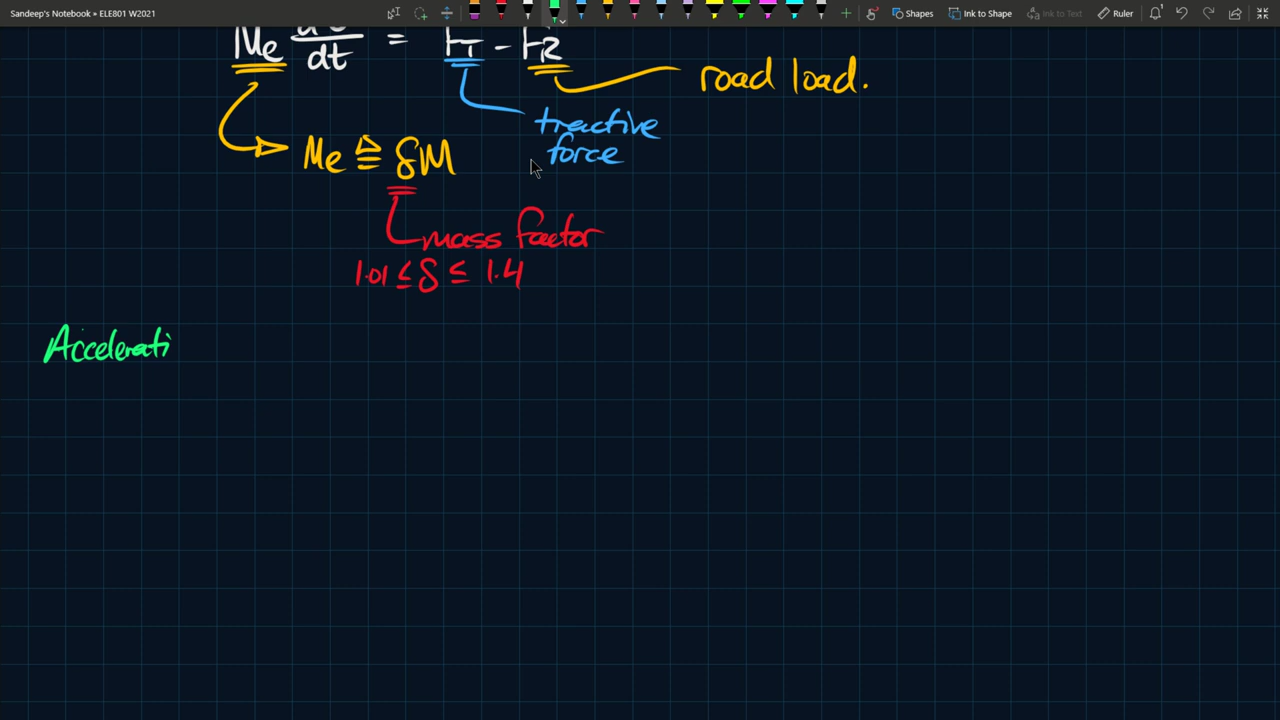 Sandeep's Notebook » ELE801 W2021
Shapes
Ink to Shape
Ink to Text
Ruler
Me dv/dt = FT - FR
road load.
tractive
force
Me ≜ δM
mass factor
1.01 ≤ δ ≤ 1.4
Accelerati